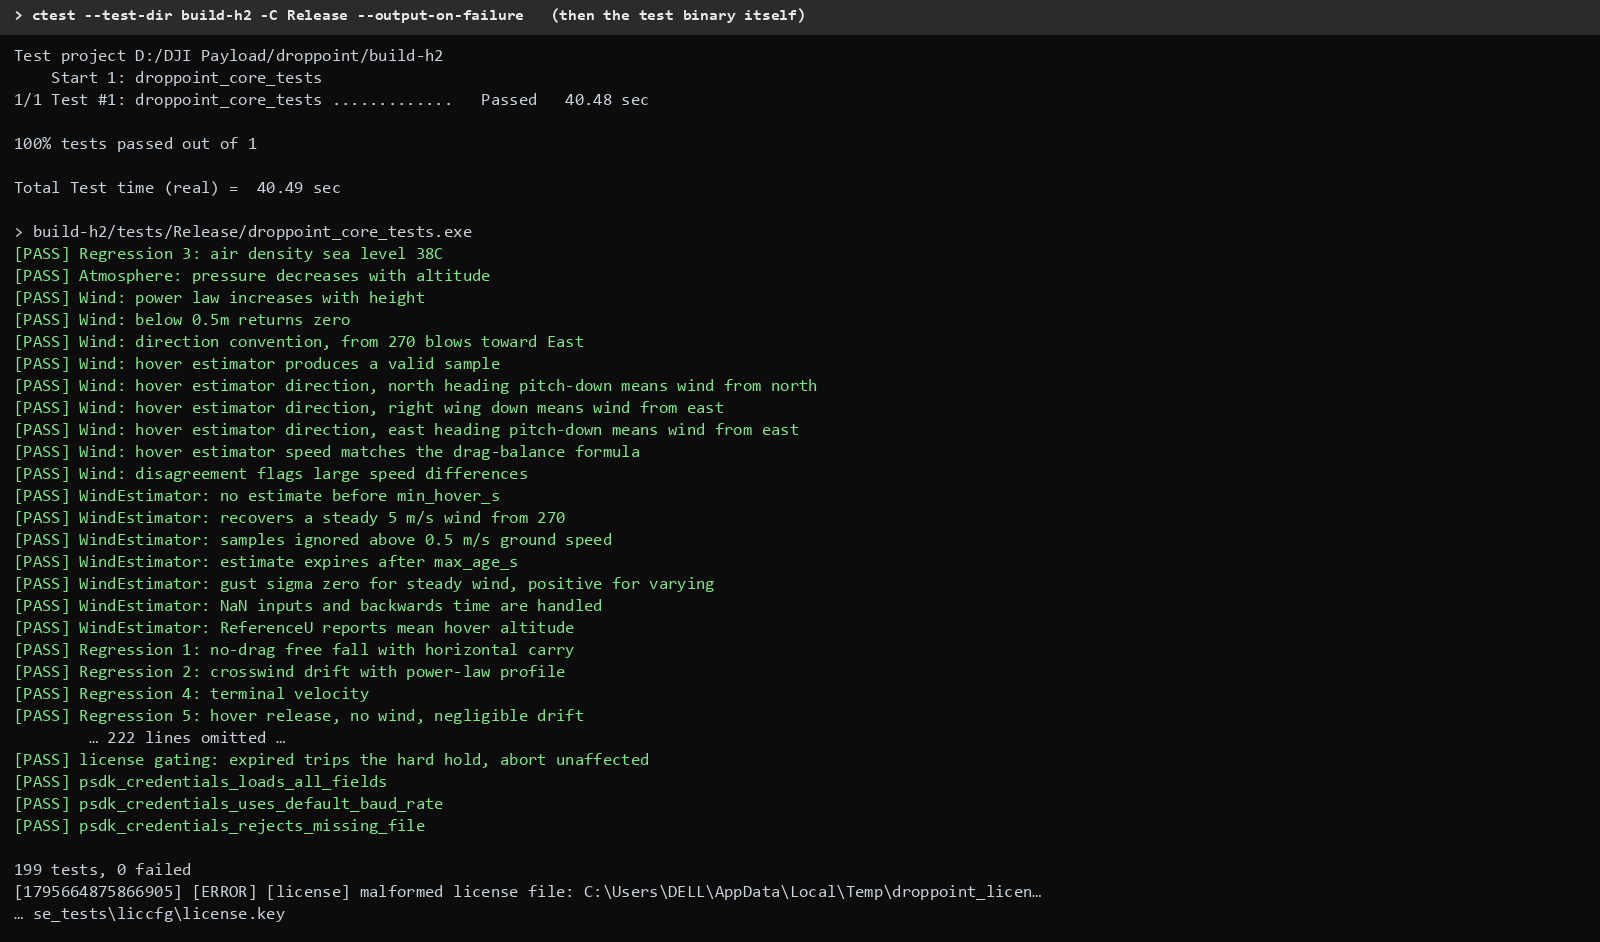 > ctest --test-dir build-h2 -C Release --output-on-failure   (then the test binary itself)
Test project D:/DJI Payload/droppoint/build-h2
    Start 1: droppoint_core_tests
1/1 Test #1: droppoint_core_tests .............   Passed   40.48 sec
100% tests passed out of 1
Total Test time (real) =  40.49 sec
> build-h2/tests/Release/droppoint_core_tests.exe
[PASS] Regression 3: air density sea level 38C
[PASS] Atmosphere: pressure decreases with altitude
[PASS] Wind: power law increases with height
[PASS] Wind: below 0.5m returns zero
[PASS] Wind: direction convention, from 270 blows toward East
[PASS] Wind: hover estimator produces a valid sample
[PASS] Wind: hover estimator direction, north heading pitch-down means wind from north
[PASS] Wind: hover estimator direction, right wing down means wind from east
[PASS] Wind: hover estimator direction, east heading pitch-down means wind from east
[PASS] Wind: hover estimator speed matches the drag-balance formula
[PASS] Wind: disagreement flags large speed differences
[PASS] WindEstimator: no estimate before min_hover_s
[PASS] WindEstimator: recovers a steady 5 m/s wind from 270
[PASS] WindEstimator: samples ignored above 0.5 m/s ground speed
[PASS] WindEstimator: estimate expires after max_age_s
[PASS] WindEstimator: gust sigma zero for steady wind, positive for varying
[PASS] WindEstimator: NaN inputs and backwards time are handled
[PASS] WindEstimator: ReferenceU reports mean hover altitude
[PASS] Regression 1: no-drag free fall with horizontal carry
[PASS] Regression 2: crosswind drift with power-law profile
[PASS] Regression 4: terminal velocity
[PASS] Regression 5: hover release, no wind, negligible drift
        … 222 lines omitted …
[PASS] license gating: expired trips the hard hold, abort unaffected
[PASS] psdk_credentials_loads_all_fields
[PASS] psdk_credentials_uses_default_baud_rate
[PASS] psdk_credentials_rejects_missing_file
199 tests, 0 failed
[1795664875866905] [ERROR] [license] malformed license file: C:\Users\DELL\AppData\Local\Temp\droppoint_licen…
… se_tests\liccfg\license.key